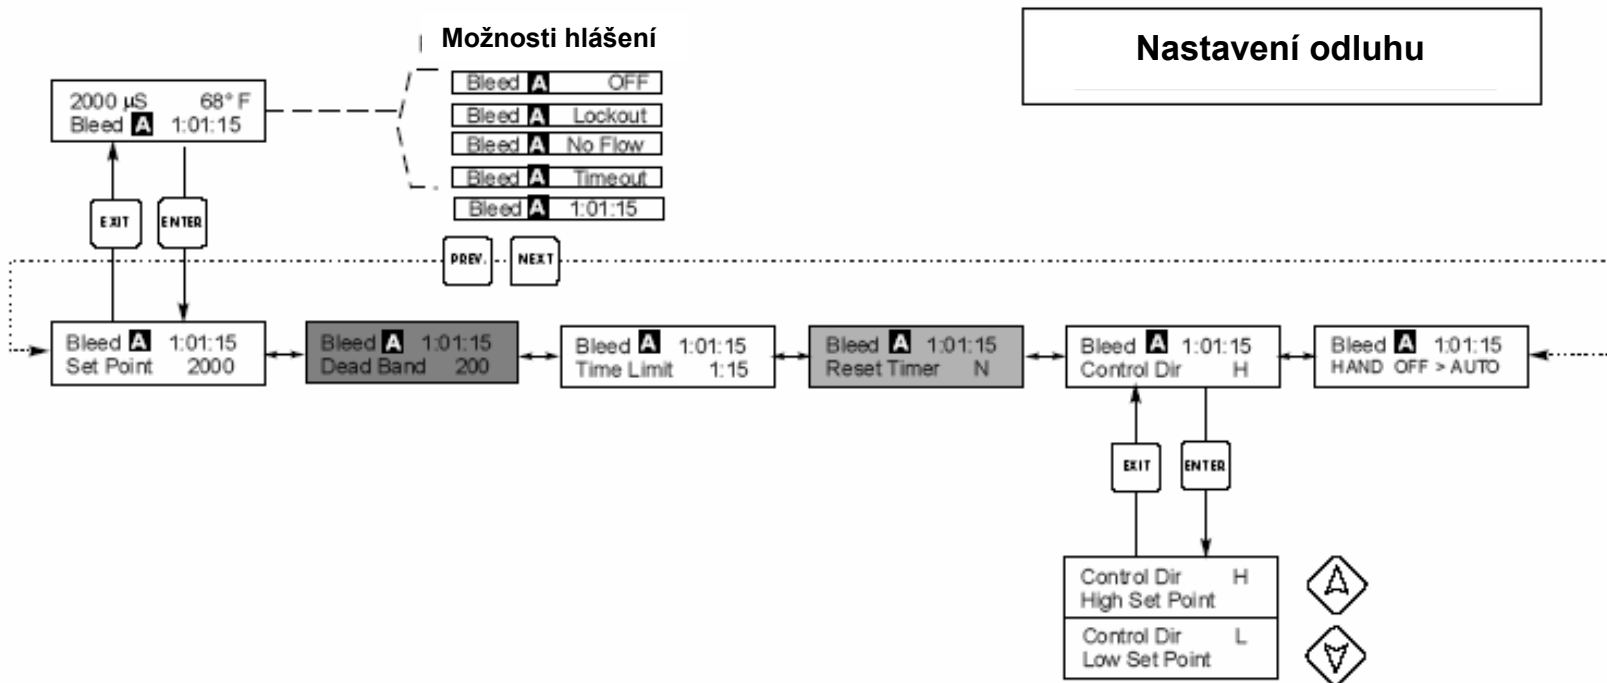 Možnosti hlášení
Nastavení odluhu
2000 µS 68° F
Bleed A 1:01:15
Bleed A OFF
Bleed A Lockout
Bleed A No Flow
Bleed A Timeout
Bleed A 1:01:15
EXIT
ENTER
PREV.
NEXT
Bleed A 1:01:15
Set Point 2000
Bleed A 1:01:15
Dead Band 200
Bleed A 1:01:15
Time Limit 1:15
Bleed A 1:01:15
Reset Timer N
Bleed A 1:01:15
Control Dir H
Bleed A 1:01:15
HAND OFF > AUTO
EXIT
ENTER
Control Dir H
High Set Point
Control Dir L
Low Set Point